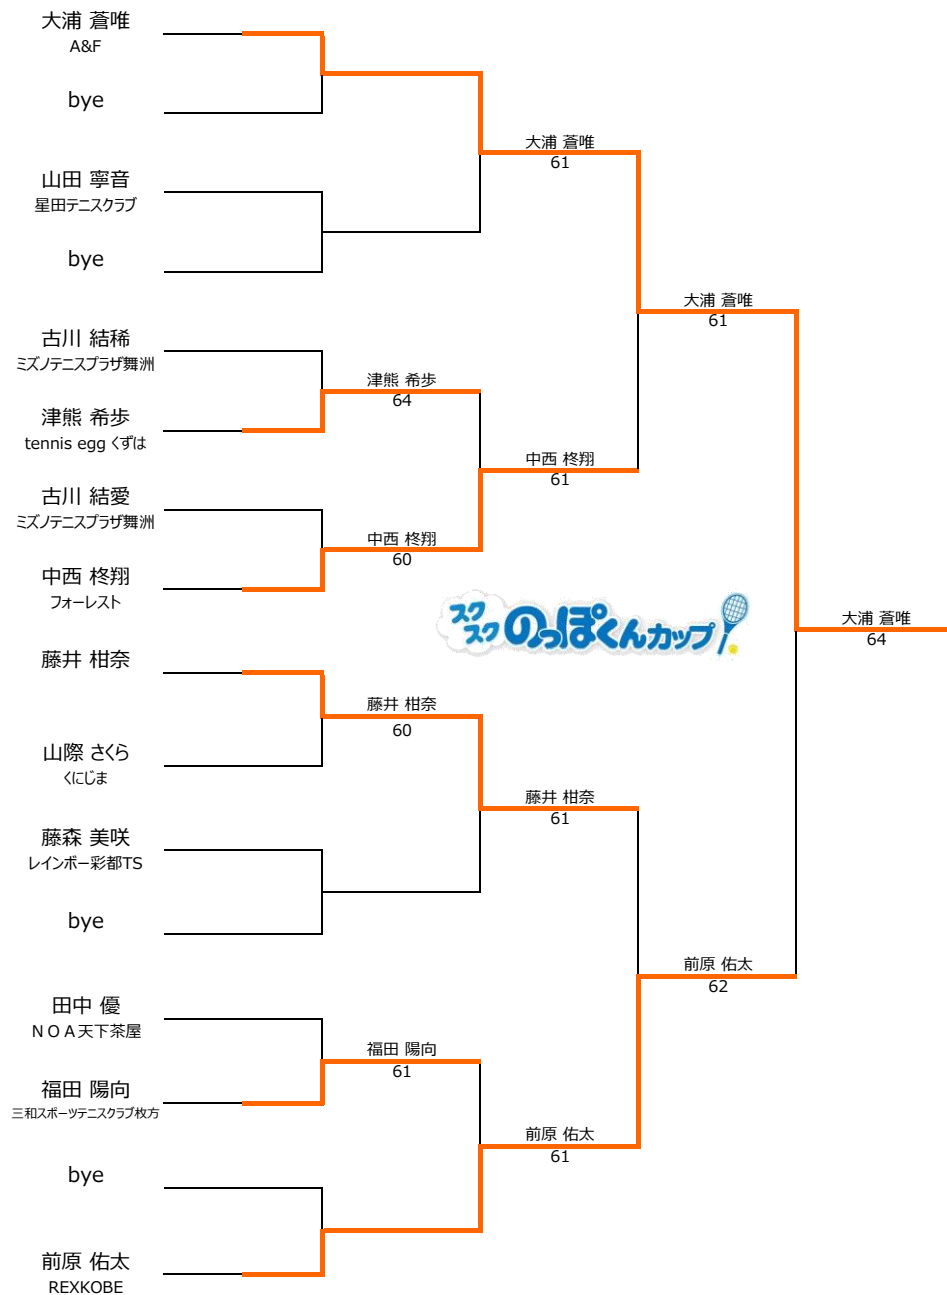 大浦 蒼唯
A&F
bye
大浦 蒼唯
61
山田 寧音
星田テニスクラブ
bye
大浦 蒼唯
61
古川 結稀
ミズノテニスプラザ舞洲
津熊 希歩
64
津熊 希歩
tennis egg くずは
中西 柊翔
61
古川 結愛
ミズノテニスプラザ舞洲
中西 柊翔
60
中西 柊翔
フォーレスト
スクスク のっぽくんカップ
大浦 蒼唯
64
藤井 柑奈
藤井 柑奈
60
山際 さくら
くにじま
藤井 柑奈
61
藤森 美咲
レインボー彩都TS
bye
前原 佑太
62
田中 優
ＮＯＡ天下茶屋
福田 陽向
61
福田 陽向
三和スポーツテニスクラブ枚方
前原 佑太
61
bye
前原 佑太
REXKOBE